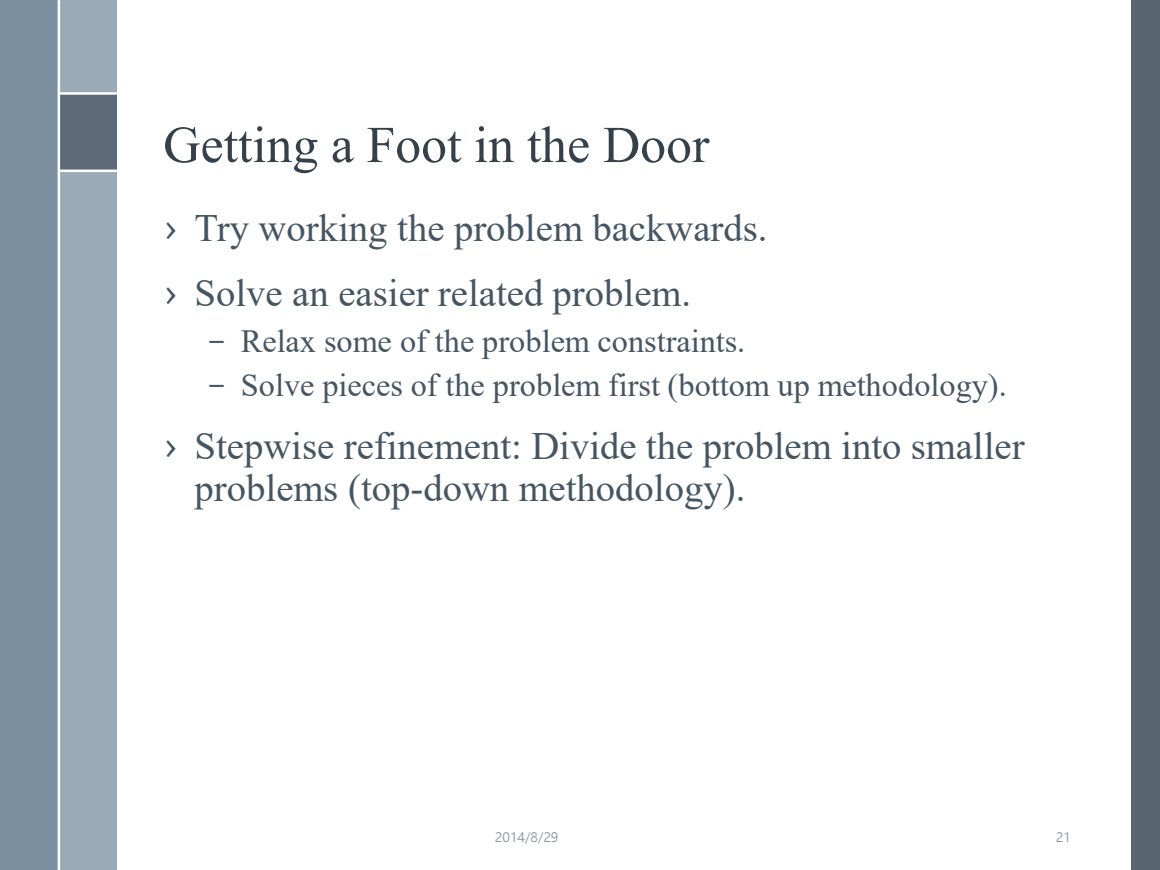 Getting a Foot in the Door
› Try working the problem backwards.
› Solve an easier related problem.
– Relax some of the problem constraints.
– Solve pieces of the problem first (bottom up methodology).
› Stepwise refinement: Divide the problem into smaller
problems (top-down methodology).
2014/8/29
21